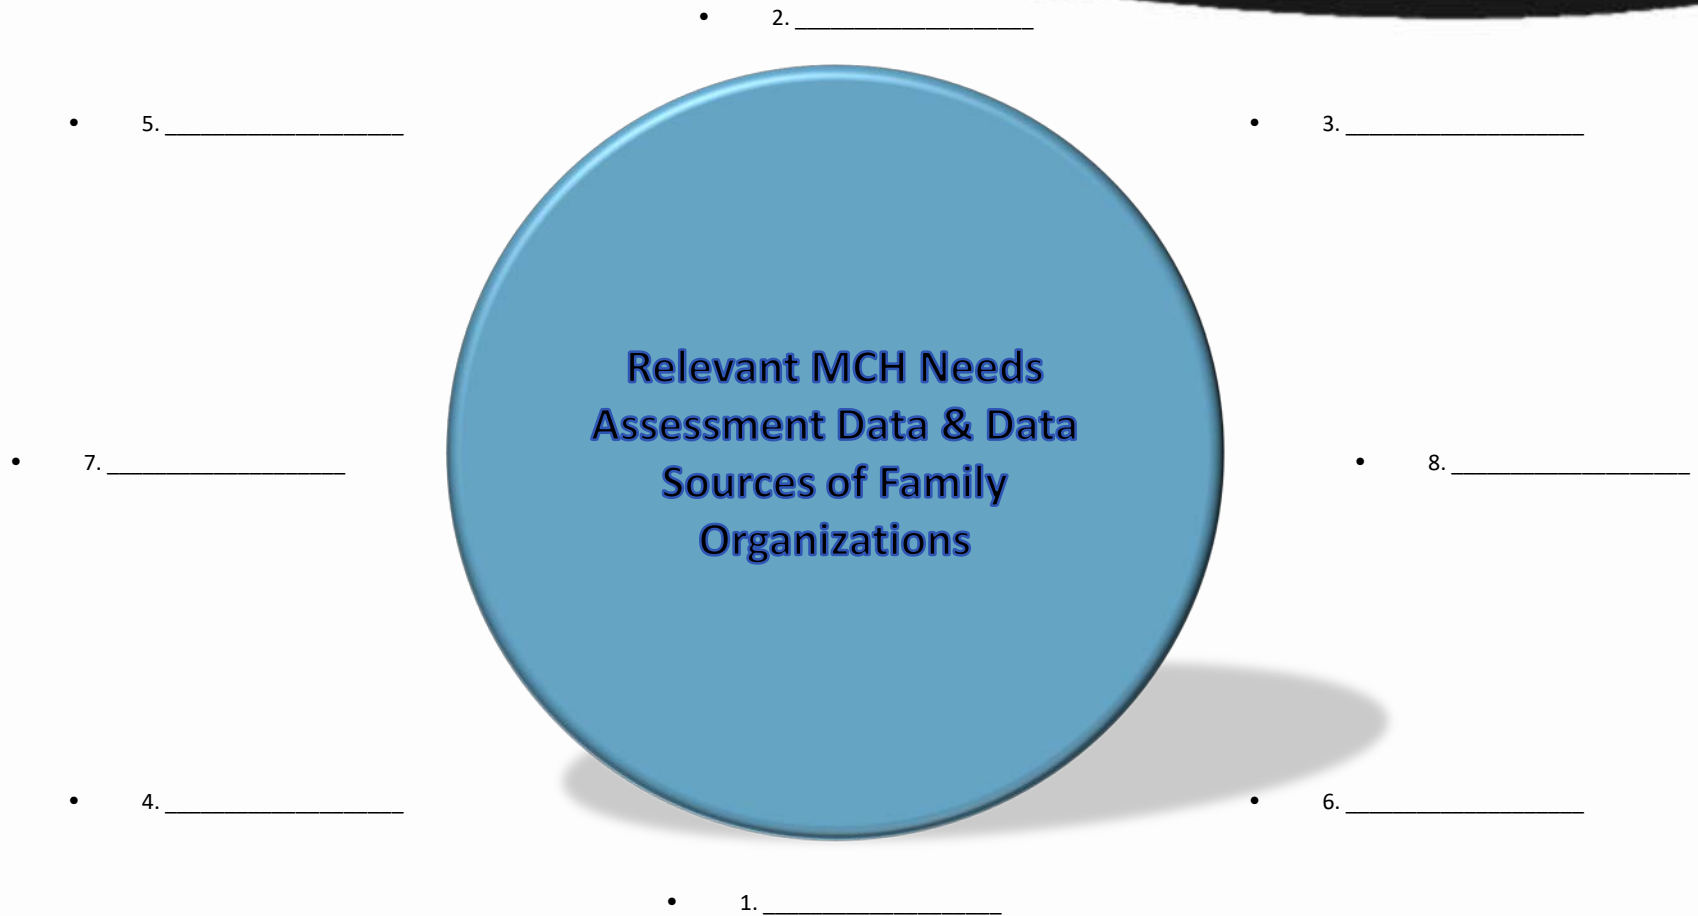 • 2. ____________________
• 5. ____________________
• 3. ____________________
Relevant MCH Needs
Assessment Data & Data
Sources of Family
Organizations
• 7. ____________________
• 8. ____________________
• 4. ____________________
• 6. ____________________
• 1. ____________________